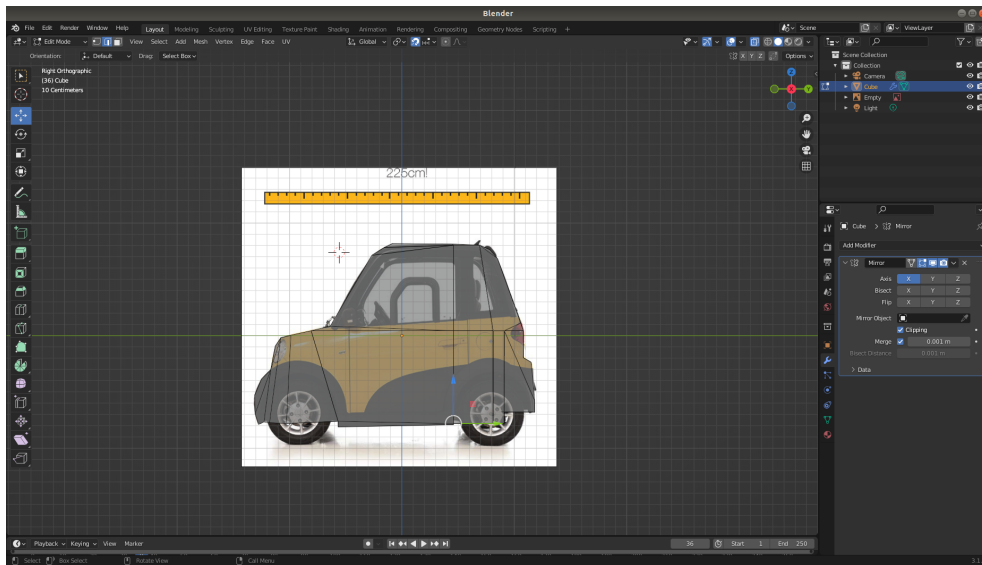 Blender
File Edit Render Window Help Layout Modeling Sculpting UV Editing Texture Paint Shading Animation Rendering Compositing Geometry Nodes Scripting + Scene ViewLayer
Edit Mode View Select Add Mesh Vertex Edge Face UV Global X
Orientation: Default Drag: Select Box X Y Z Options
Right Orthographic
(36) Cube
10 Centimeters
Z
X Y
225cm!
Scene Collection
Collection
Camera
Cube
Empty
Light
Cube > Mirror
Add Modifier
Mirror
Axis X Y Z
Bisect X Y Z
Flip X Y Z
Mirror Object
Clipping
Merge 0.001 m
Bisect Distance 0.001 m
> Data
Playback Keying View Marker 36 Start 1 End 250
Select Box Select Rotate View Call Menu 3.1